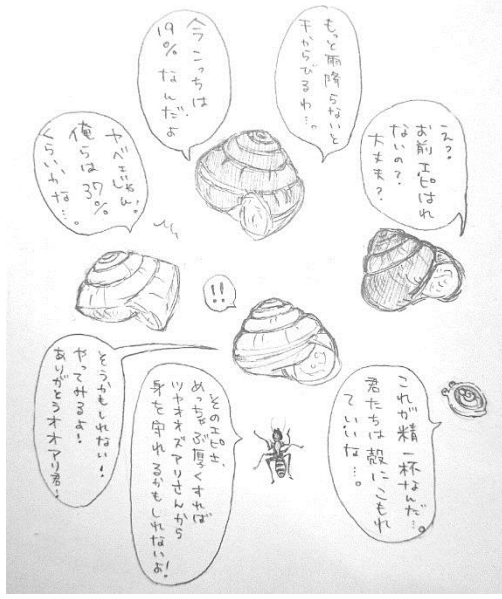 もっと雨降らないと
干からびるわ…。
今こっちは
19%なんだよ
え？
お前エピはれ
ないの？
大丈夫？
ヤベェじゃん！
俺らは37%
くらいかな…。
!!
これが精一杯なんだ…。
君たちは殻にこもれ
ていいな…。
そのエピさ、
めっちゃぶ厚くすれば
ツヤオオズアリさんから
身を守れるかもしれないよ！
そうかもしれない！
やってみるよ！
ありがとうオオアリ君！